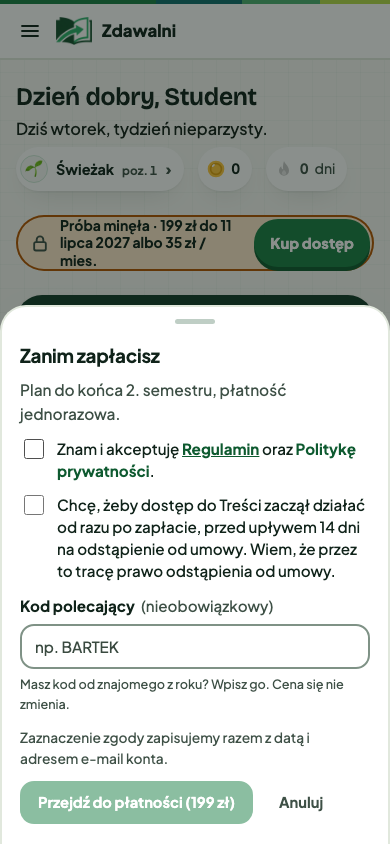 Zdawalni
Dzień dobry, Student
Dziś wtorek, tydzień nieparzysty.
Świeżak poz. 1 ›
0
0 dni
Próba minęła · 199 zł do 11
lipca 2027 albo 35 zł /
mies.
Kup dostęp
Zanim zapłacisz
Plan do końca 2. semestru, płatność
jednorazowa.
Znam i akceptuję Regulamin oraz Politykę
prywatności.
Chcę, żeby dostęp do Treści zaczął działać
od razu po zapłacie, przed upływem 14 dni
na odstąpienie od umowy. Wiem, że przez
to tracę prawo odstąpienia od umowy.
Kod polecający (nieobowiązkowy)
np. BARTEK
Masz kod od znajomego z roku? Wpisz go. Cena się nie
zmienia.
Zaznaczenie zgody zapisujemy razem z datą i
adresem e-mail konta.
Przejdź do płatności (199 zł)
Anuluj